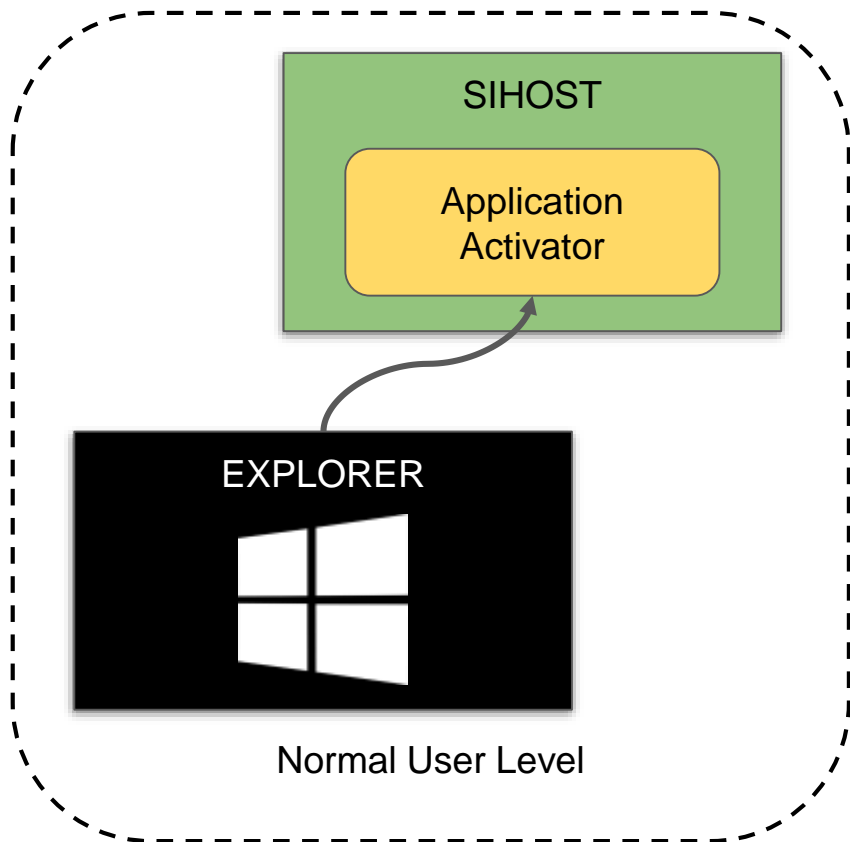 SIHOST
Application
Activator
EXPLORER
Normal User Level